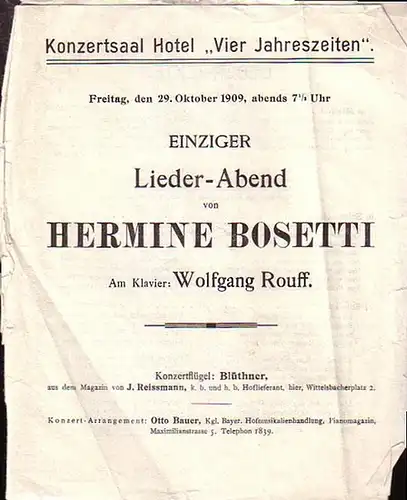 Konzertsaal Hotel „Vier Jahreszeiten“.
Freitag, den 29. Oktober 1909, abends 7½ Uhr
EINZIGER
Lieder-Abend
von
HERMINE BOSETTI
Am Klavier: Wolfgang Rouff.
Konzertflügel: Blüthner,
aus dem Magazin von J. Reissmann, k. b. und h. b. Hoflieferant, hier, Wittelsbacherplatz 2.
Konzert-Arrangement: Otto Bauer, Kgl. Bayer. Hofmusikalienhandlung, Pianomagazin,
Maximilianstrasse 5. Telephon 1839.